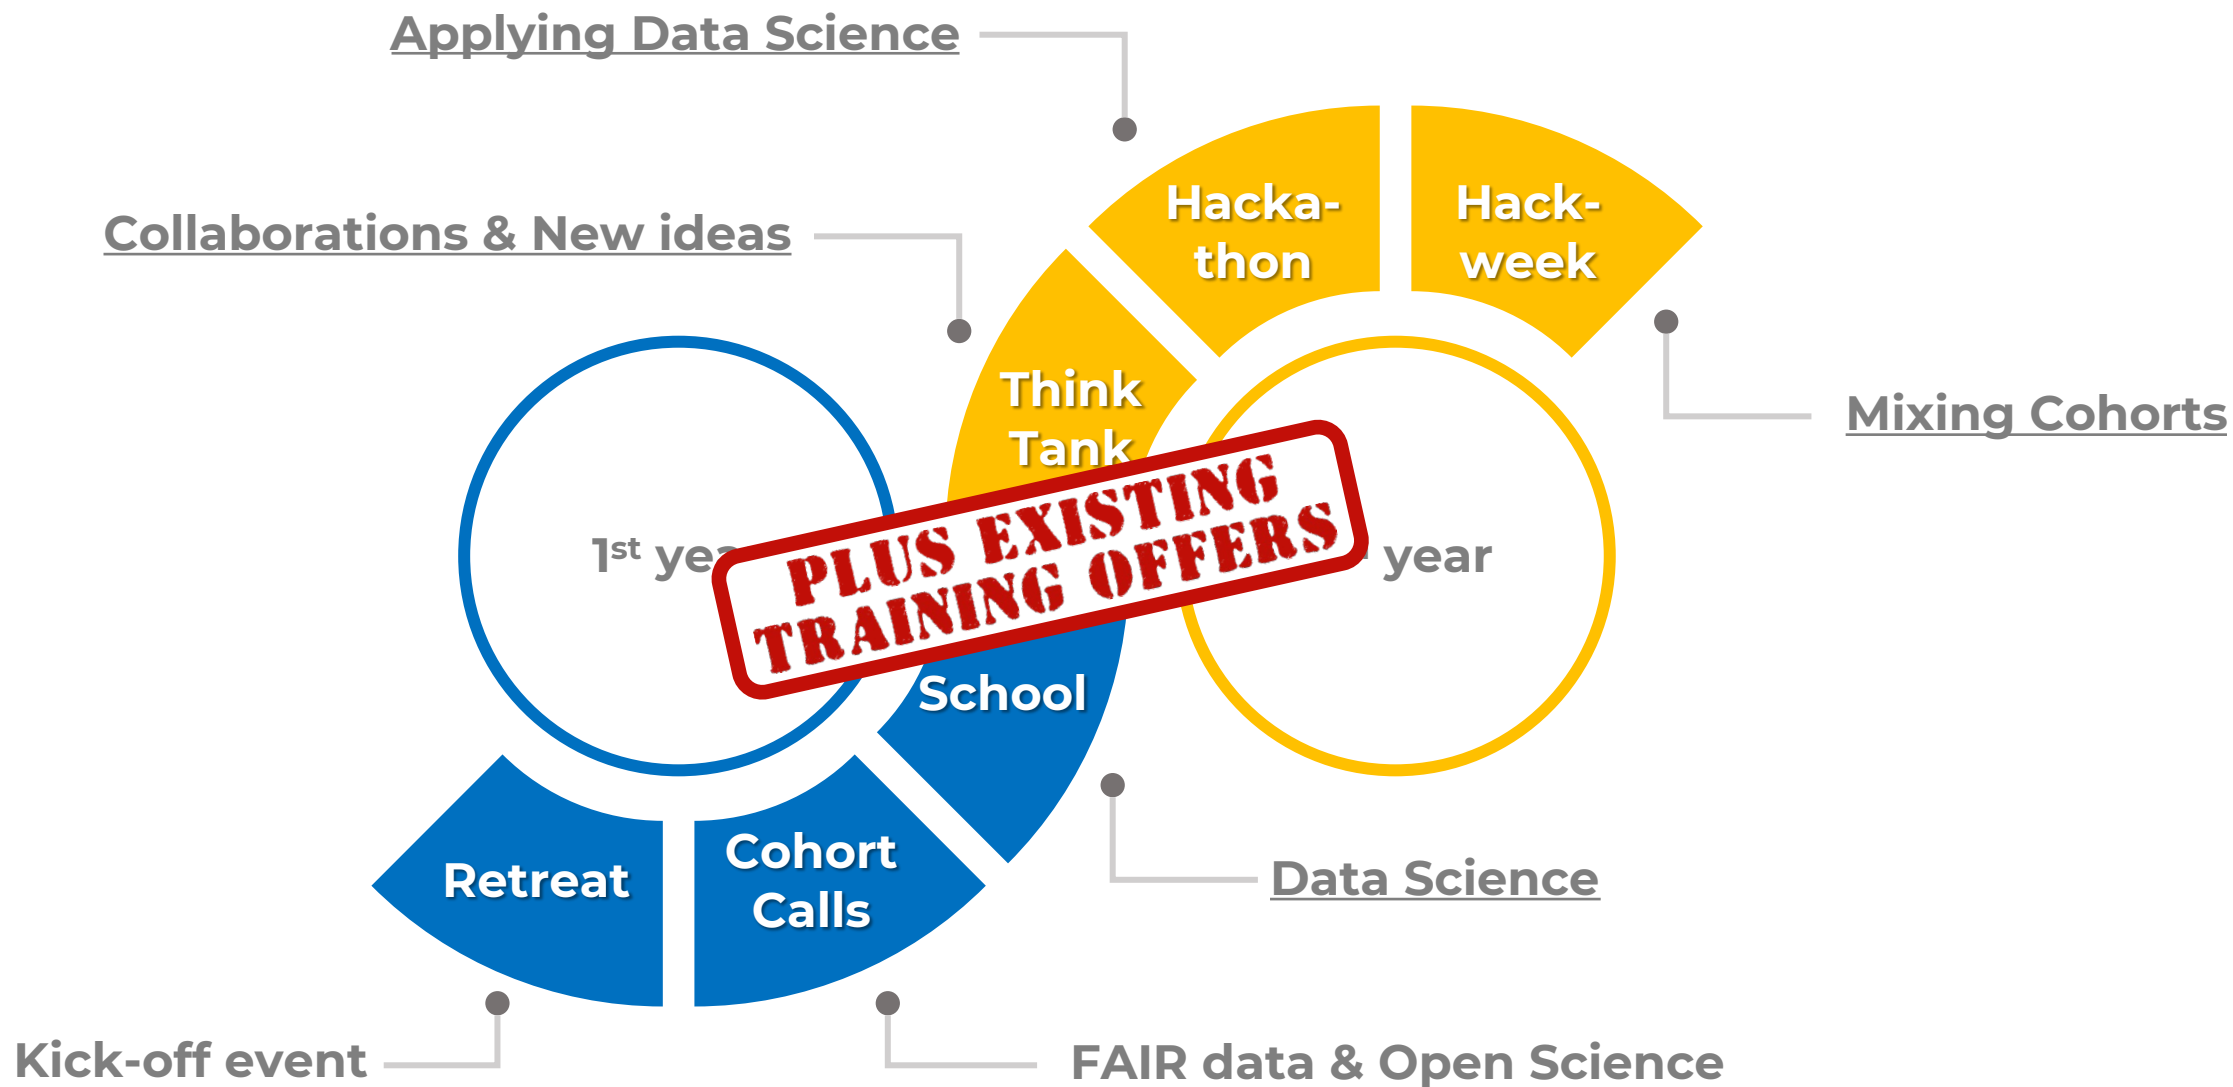 Applying Data Science
Collaborations & New ideas
Hacka-
thon
Hack-
week
Think
Tank
Mixing Cohorts
1st yea
year
PLUS EXISTING
TRAINING OFFERS
School
Cohort
Calls
Retreat
Data Science
Kick-off event
FAIR data & Open Science